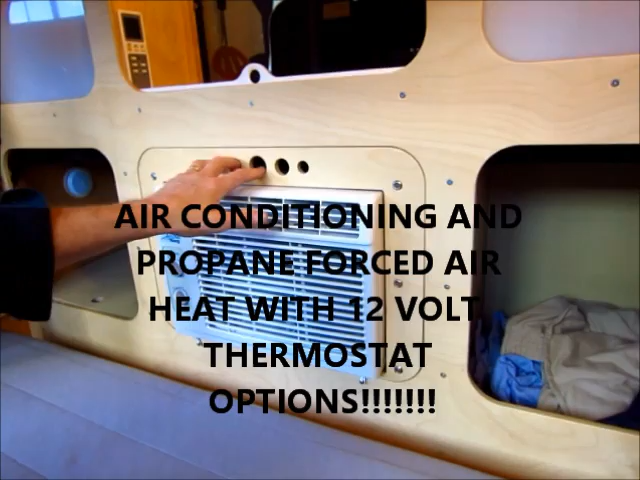 AIR CONDITIONING AND
PROPANE FORCED AIR
HEAT WITH 12 VOLT
THERMOSTAT
OPTIONS!!!!!!!